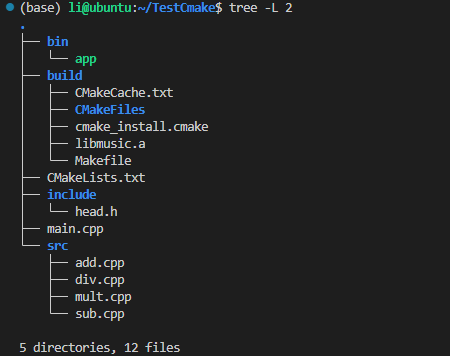 (base) li@ubuntu:~/TestCmake$ tree -L 2
.
├── bin
│   └── app
├── build
│   ├── CMakeCache.txt
│   ├── CMakeFiles
│   ├── cmake_install.cmake
│   ├── libmusic.a
│   └── Makefile
├── CMakeLists.txt
├── include
│   └── head.h
├── main.cpp
└── src
    ├── add.cpp
    ├── div.cpp
    ├── mult.cpp
    └── sub.cpp

5 directories, 12 files